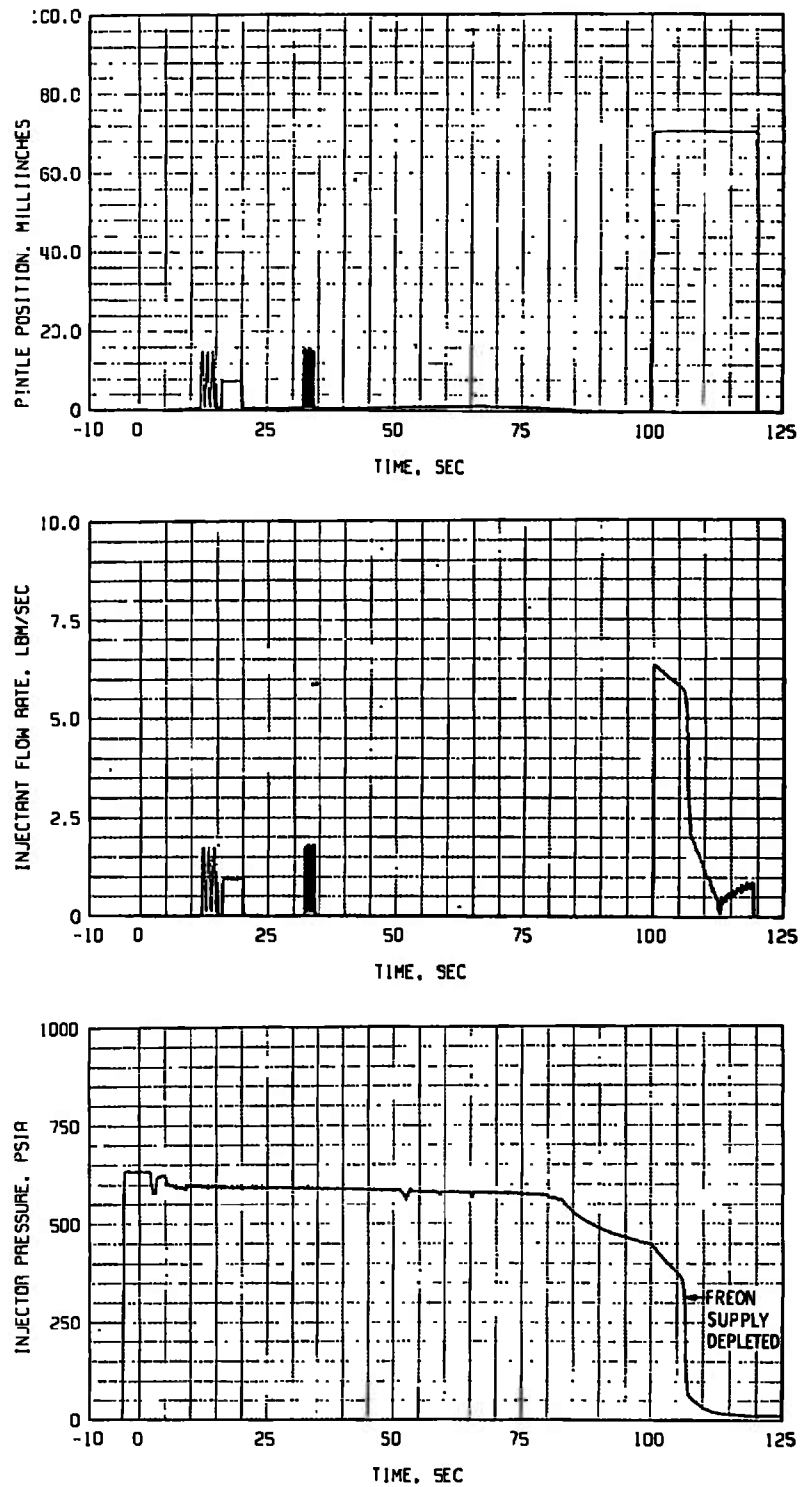 100.0
80.0
60.0
40.0
20.0
0
PINTLE POSITION, MILLIINCHES
-10 0 25 50 75 100 125
TIME, SEC
10.0
7.5
5.0
2.5
0
INJECTANT FLOW RATE, LBM/SEC
-10 0 25 50 75 100 125
TIME, SEC
1000
750
500
250
0
INJECTOR PRESSURE, PSIA
FREON
SUPPLY
DEPLETED
-10 0 25 50 75 100 125
TIME, SEC